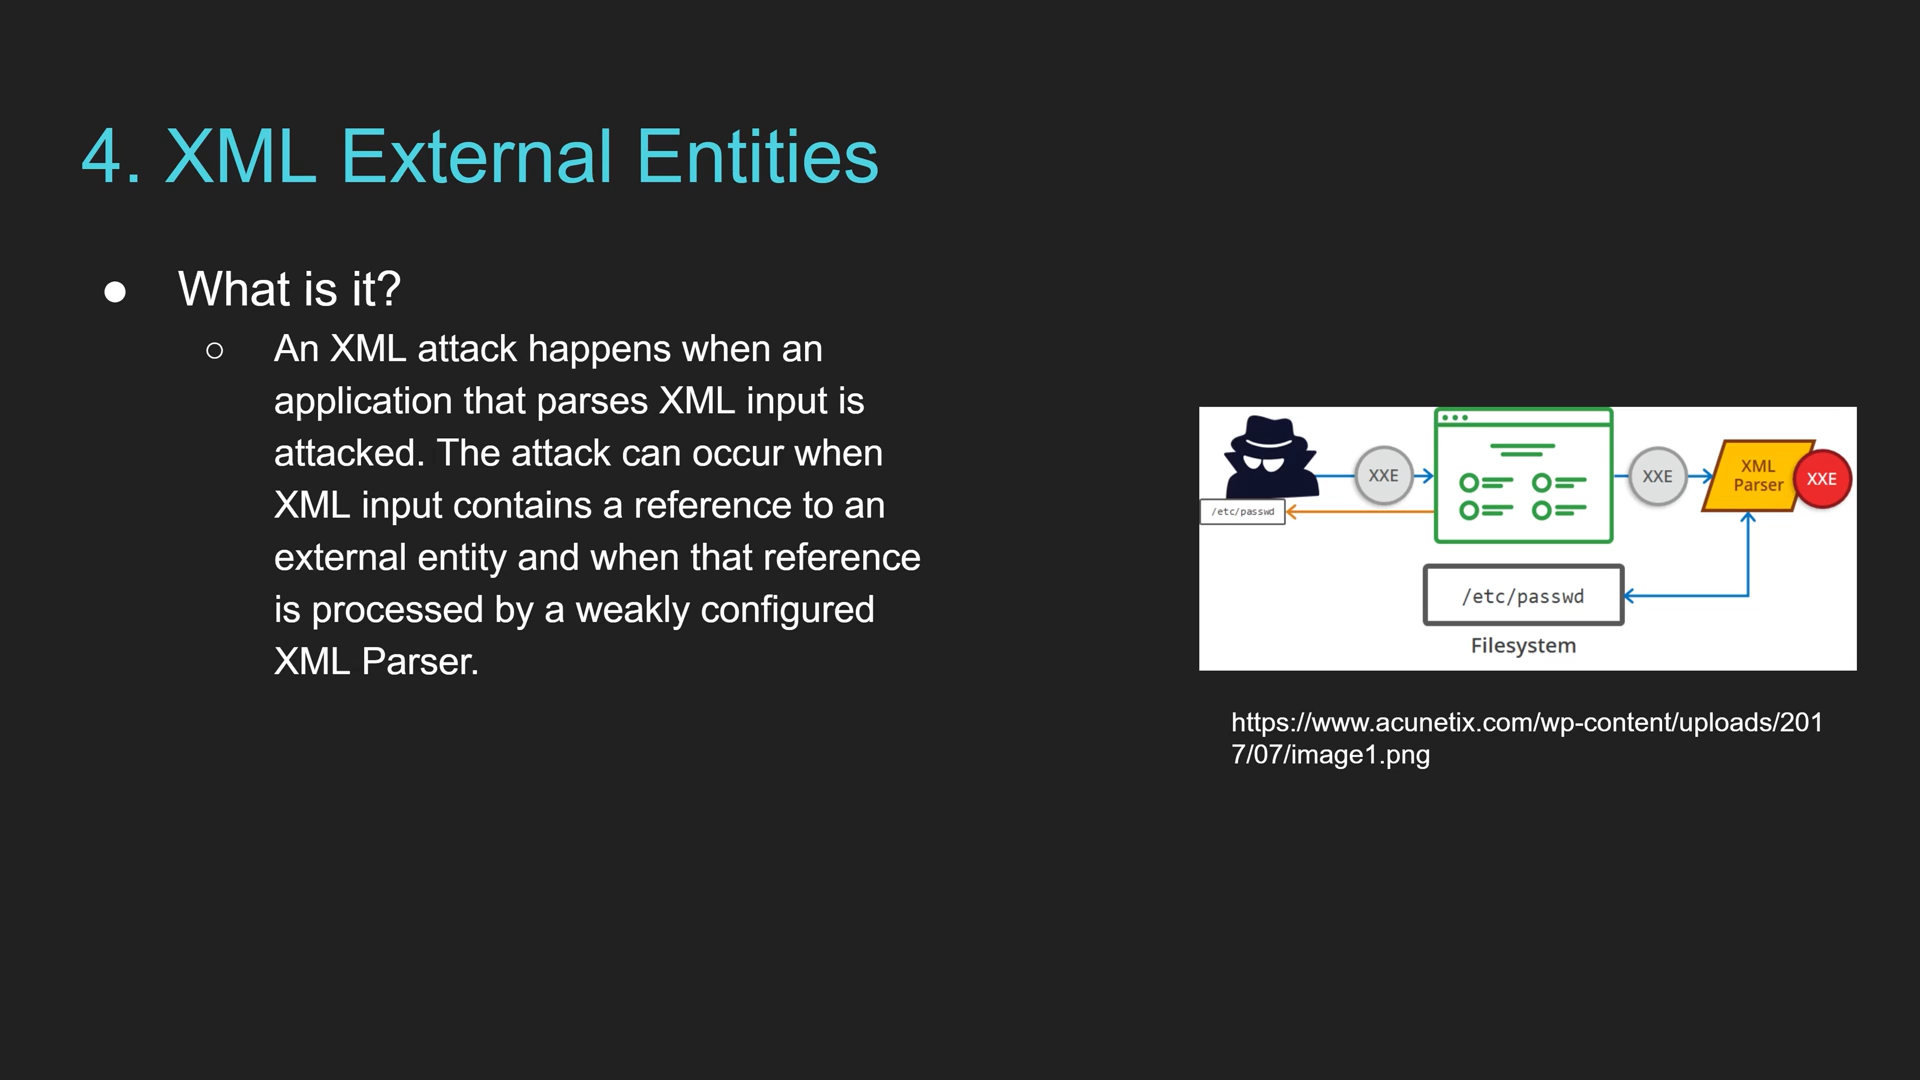 4. XML External Entities
● What is it?
○ An XML attack happens when an
application that parses XML input is
attacked. The attack can occur when
XML input contains a reference to an
external entity and when that reference
is processed by a weakly configured
XML Parser.
XXE
XXE
XML
Parser
XXE
/etc/passwd
/etc/passwd
Filesystem
https://www.acunetix.com/wp-content/uploads/201
7/07/image1.png